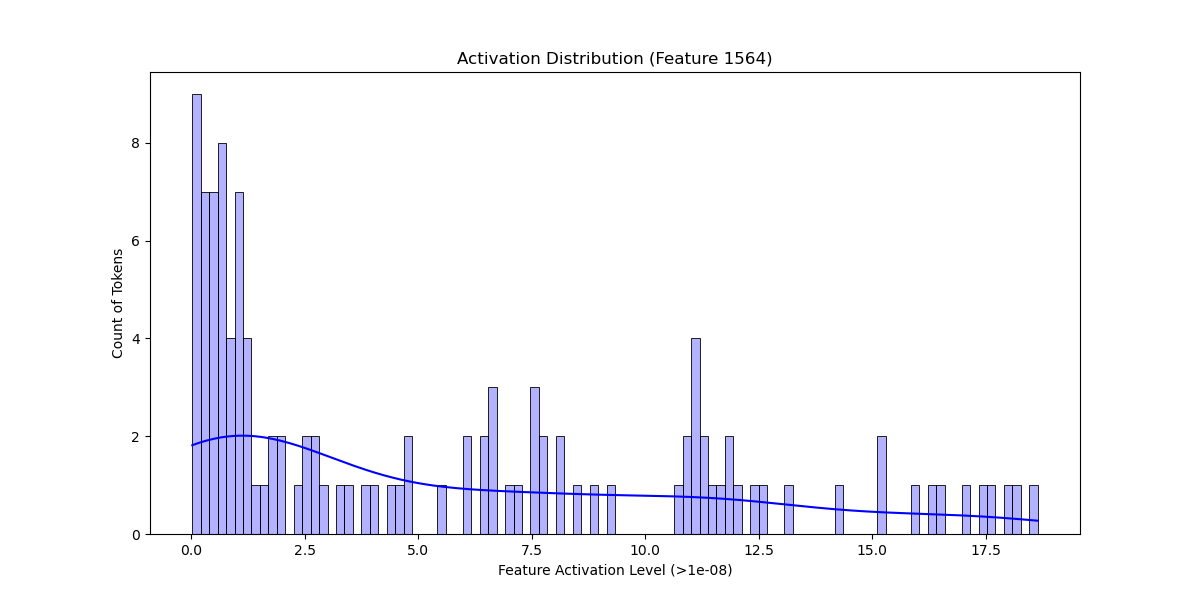 Activation Distribution (Feature 1564)
Count of Tokens
8
6
4
2
0
0.0 2.5 5.0 7.5 10.0 12.5 15.0 17.5
Feature Activation Level (>1e-08)